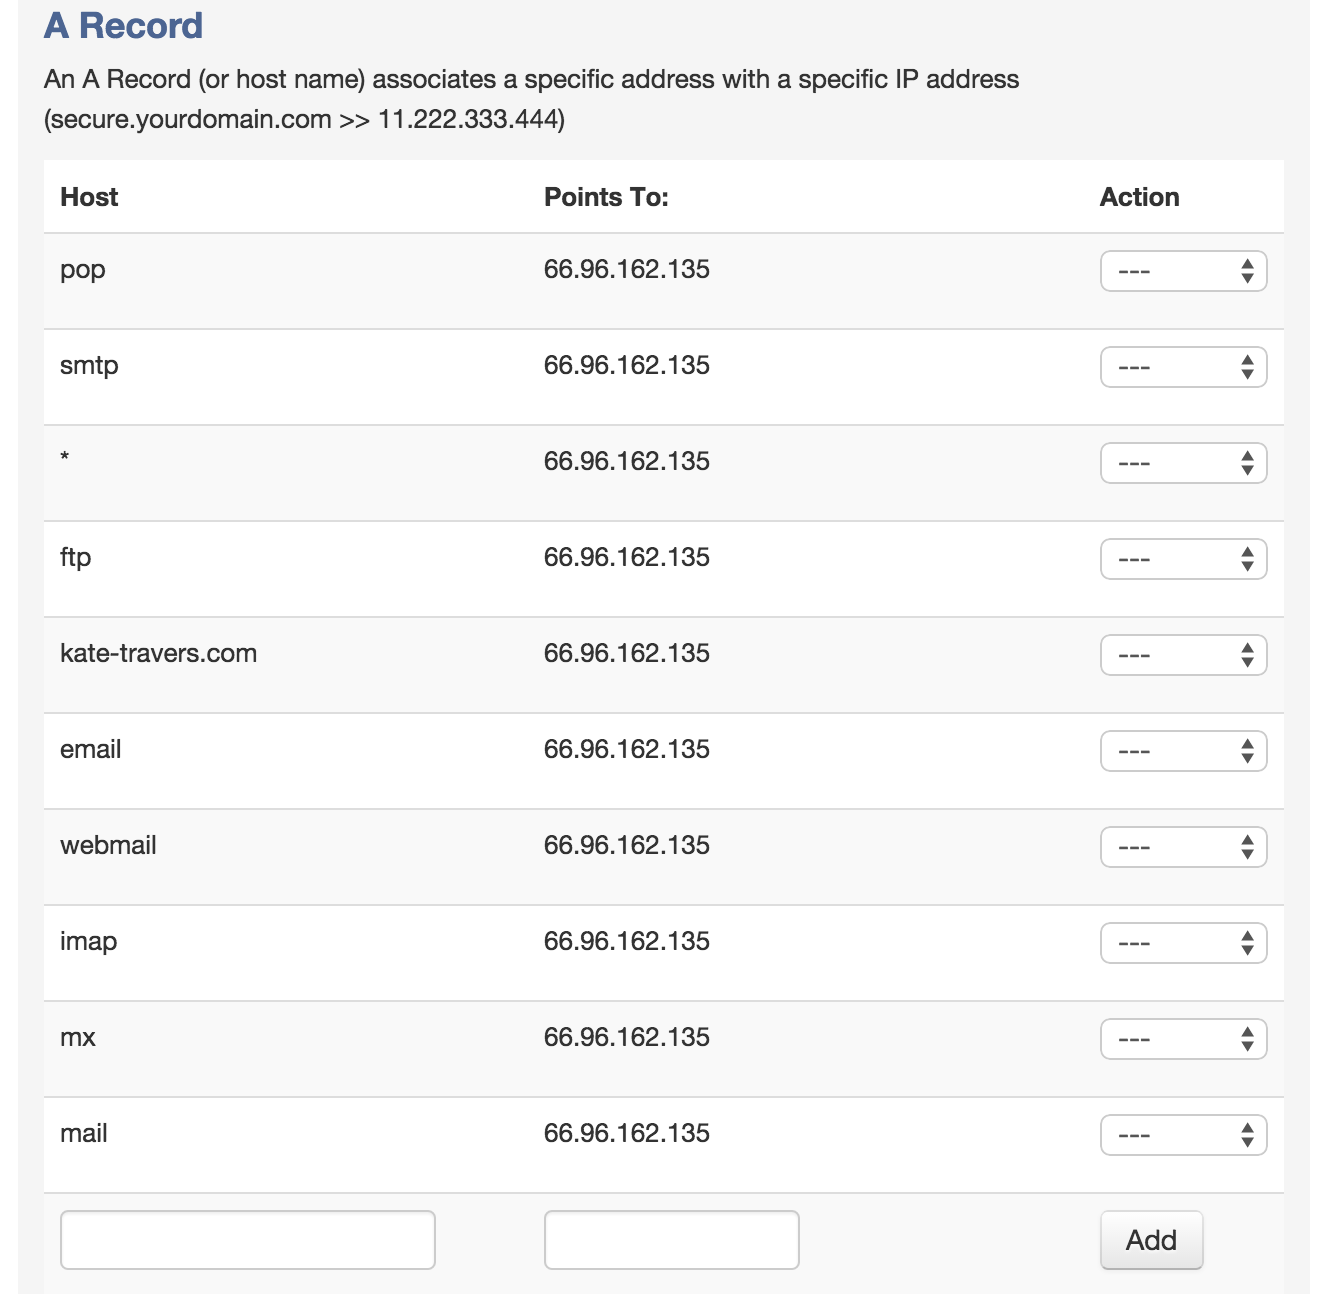 A Record
An A Record (or host name) associates a specific address with a specific IP address
(secure.yourdomain.com >> 11.222.333.444)
Host Points To: Action
pop 66.96.162.135 ---
smtp 66.96.162.135 ---
* 66.96.162.135 ---
ftp 66.96.162.135 ---
kate-travers.com 66.96.162.135 ---
email 66.96.162.135 ---
webmail 66.96.162.135 ---
imap 66.96.162.135 ---
mx 66.96.162.135 ---
mail 66.96.162.135 ---
Add